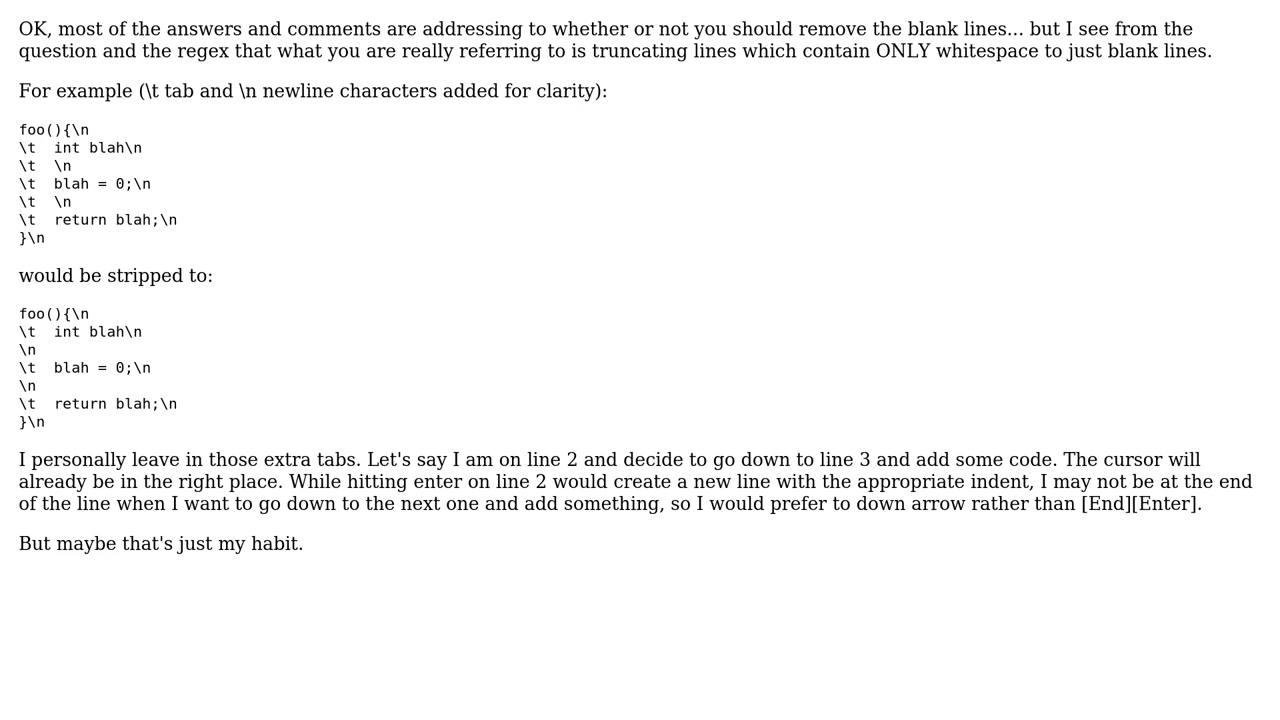 OK, most of the answers and comments are addressing to whether or not you should remove the blank lines... but I see from the
question and the regex that what you are really referring to is truncating lines which contain ONLY whitespace to just blank lines.
For example (\t tab and \n newline characters added for clarity):
foo(){\n
\t  int blah\n
\t  \n
\t  blah = 0;\n
\t  \n
\t  return blah;\n
}\n
would be stripped to:
foo(){\n
\t  int blah\n
\n
\t  blah = 0;\n
\n
\t  return blah;\n
}\n
I personally leave in those extra tabs. Let's say I am on line 2 and decide to go down to line 3 and add some code. The cursor will
already be in the right place. While hitting enter on line 2 would create a new line with the appropriate indent, I may not be at the end
of the line when I want to go down to the next one and add something, so I would prefer to down arrow rather than [End][Enter].
But maybe that's just my habit.